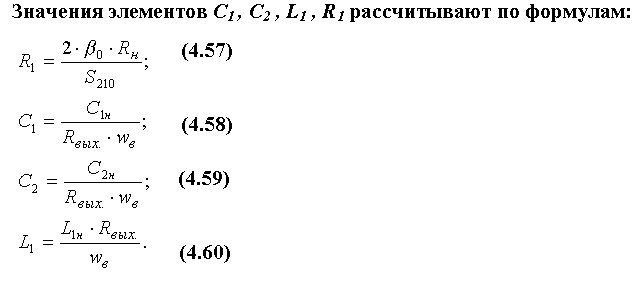 Значения элементов C1 , C2 , L1 , R1 рассчитывают по формулам:
R1 = 2 · β0 · Rн / S210 ; (4.57)
C1 = C1н / Rвых. · wв ; (4.58)
C2 = C2н / Rвых. · wв ; (4.59)
L1 = L1н · Rвых. / wв . (4.60)